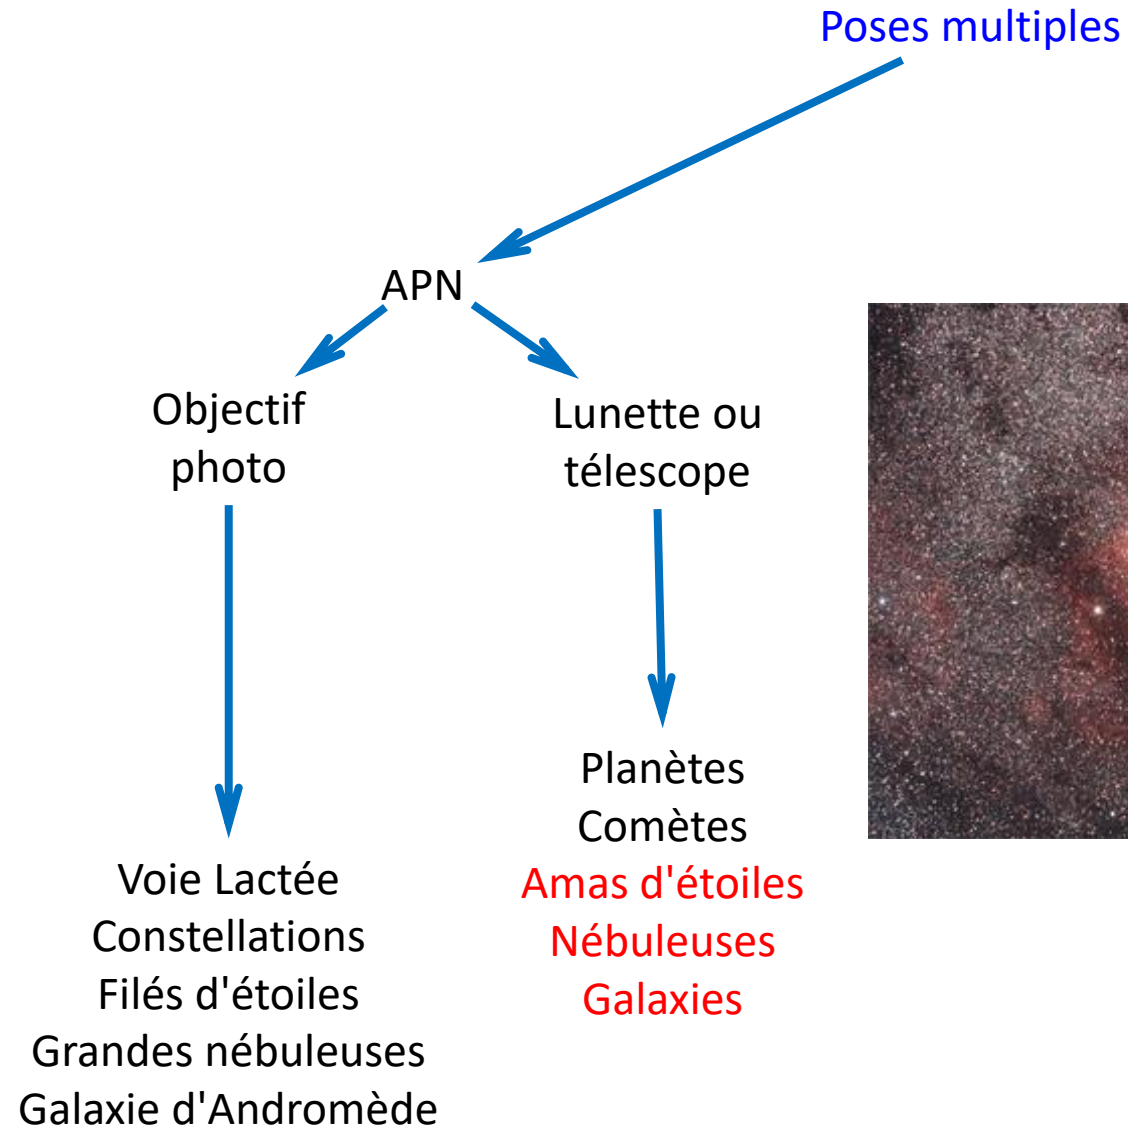 Poses multiples
APN
Objectif
photo
Lunette ou
télescope
Planètes
Comètes
Amas d'étoiles
Nébuleuses
Galaxies
Voie Lactée
Constellations
Filés d'étoiles
Grandes nébuleuses
Galaxie d'Andromède